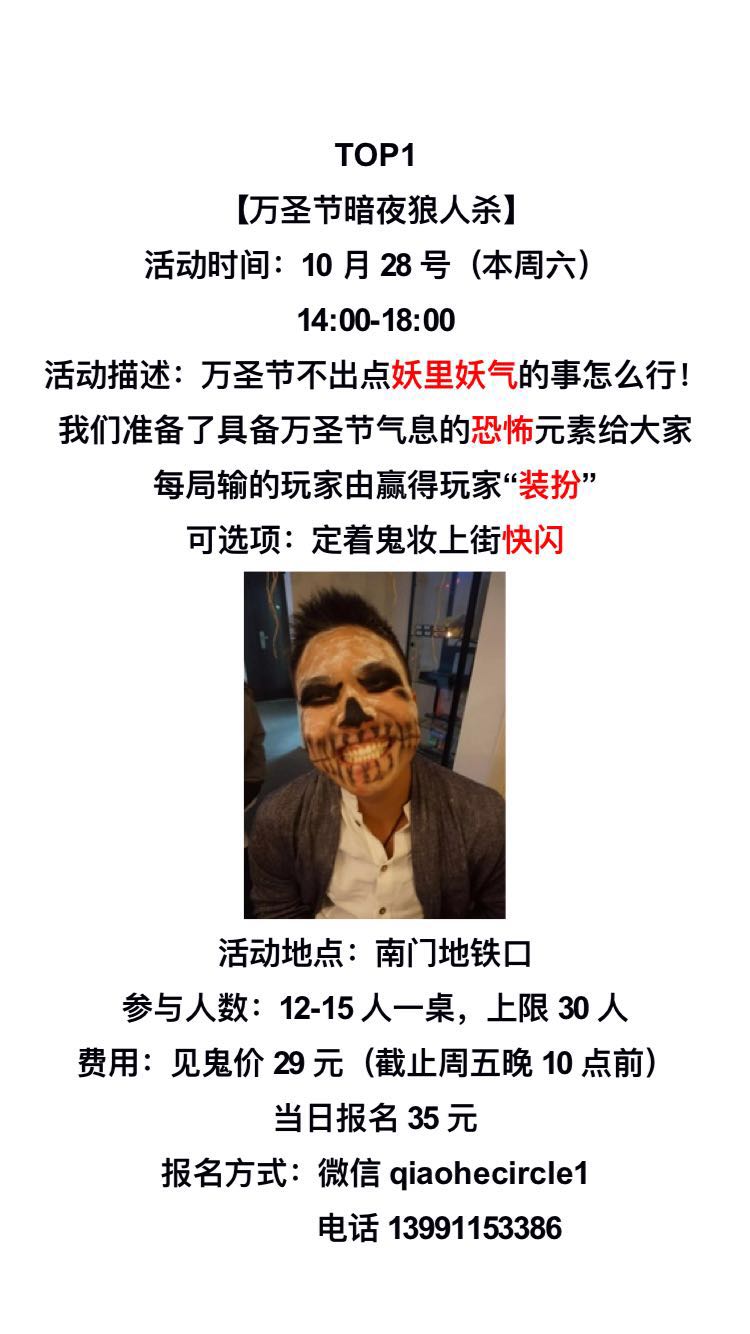 TOP1
【万圣节暗夜狼人杀】
活动时间：10 月 28 号（本周六）
14:00-18:00
活动描述：万圣节不出点妖里妖气的事怎么行！
我们准备了具备万圣节气息的恐怖元素给大家
每局输的玩家由赢得玩家“装扮”
可选项：定着鬼妆上街快闪
活动地点：南门地铁口
参与人数：12-15 人一桌，上限 30 人
费用：见鬼价 29 元（截止周五晚 10 点前）
当日报名 35 元
报名方式：微信 qiaohecircle1
电话 13991153386